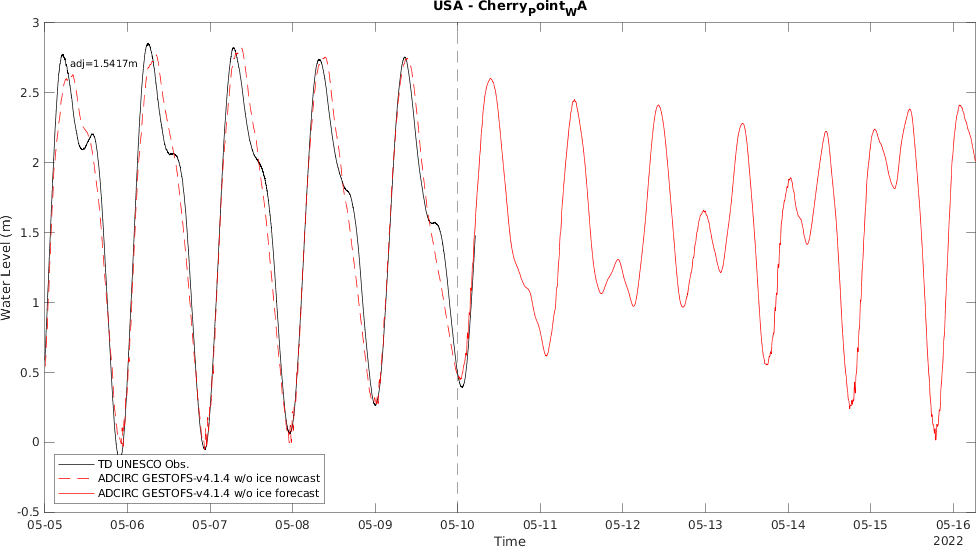 USA - CherryPointWA
3
2.5
2
1.5
1
0.5
0
-0.5
Water Level (m)
adj=1.5417m
TD UNESCO Obs.
ADCIRC GESTOFS-v4.1.4 w/o ice nowcast
ADCIRC GESTOFS-v4.1.4 w/o ice forecast
05-05 05-06 05-07 05-08 05-09 05-10 05-11 05-12 05-13 05-14 05-15 05-16
Time
2022